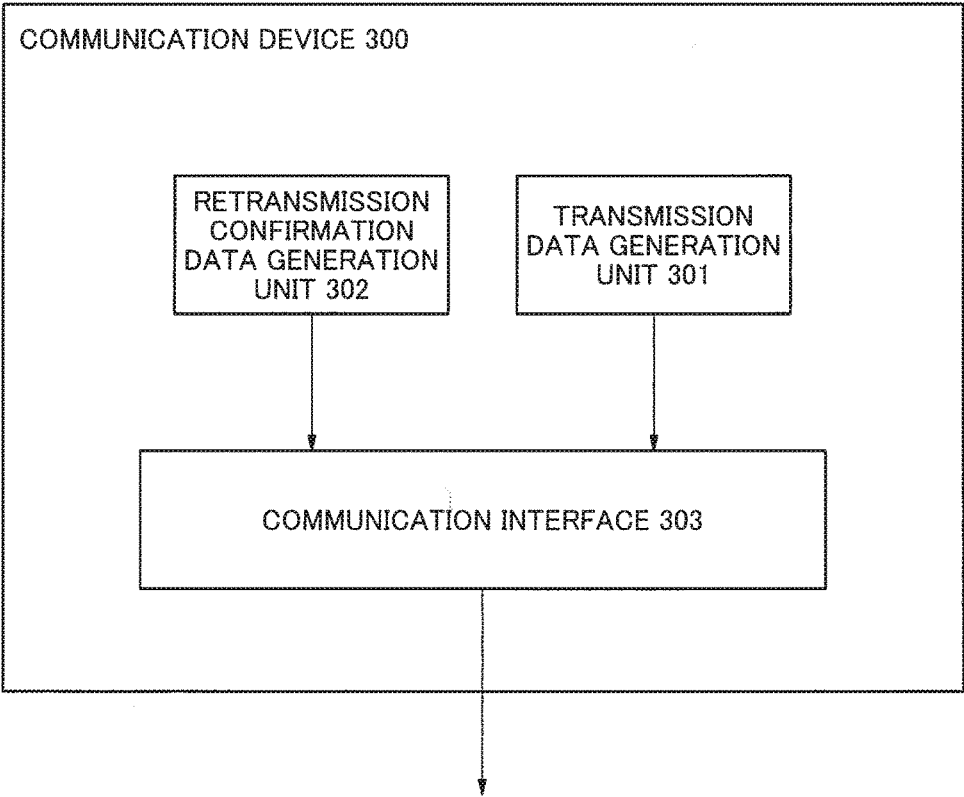 COMMUNICATION DEVICE 300
RETRANSMISSION
CONFIRMATION
DATA GENERATION
UNIT 302
TRANSMISSION
DATA GENERATION
UNIT 301
COMMUNICATION INTERFACE 303